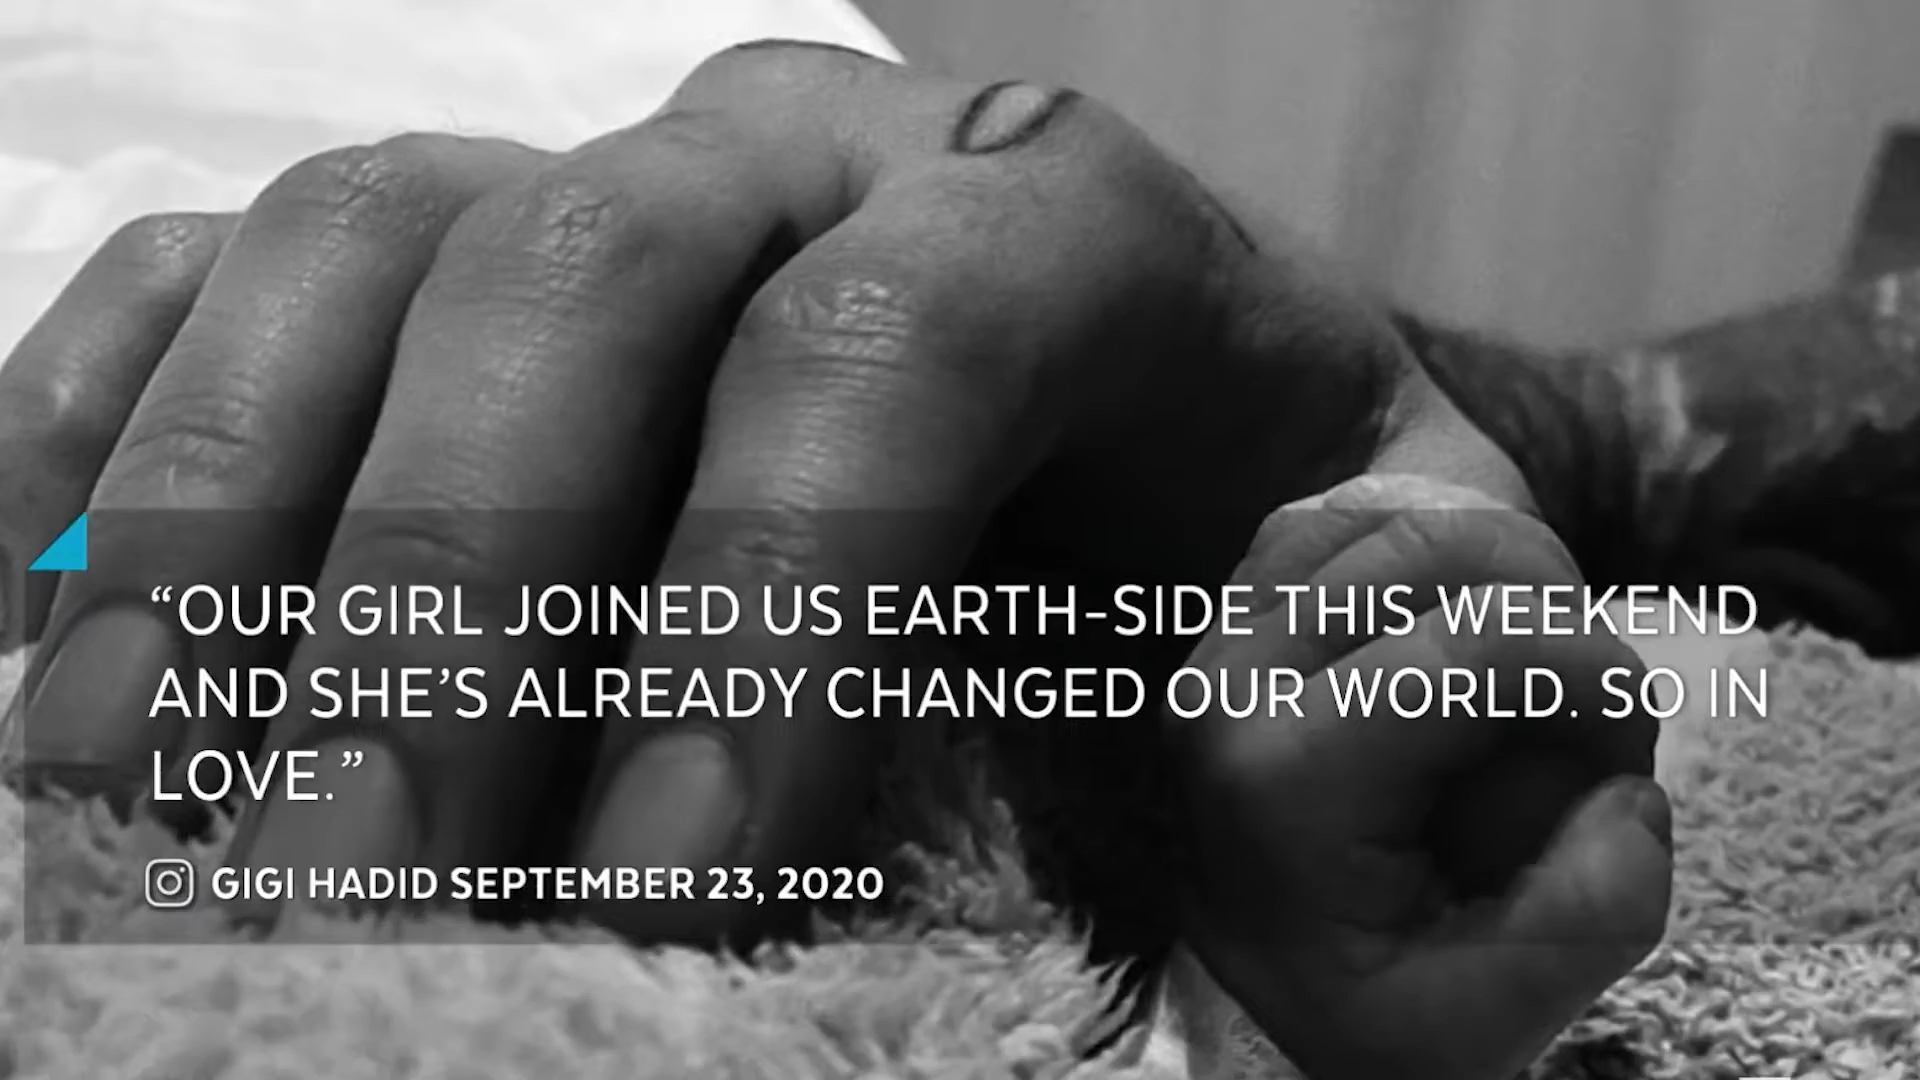 “OUR GIRL JOINED US EARTH-SIDE THIS WEEKEND
AND SHE’S ALREADY CHANGED OUR WORLD. SO IN
LOVE.”
GIGI HADID SEPTEMBER 23, 2020